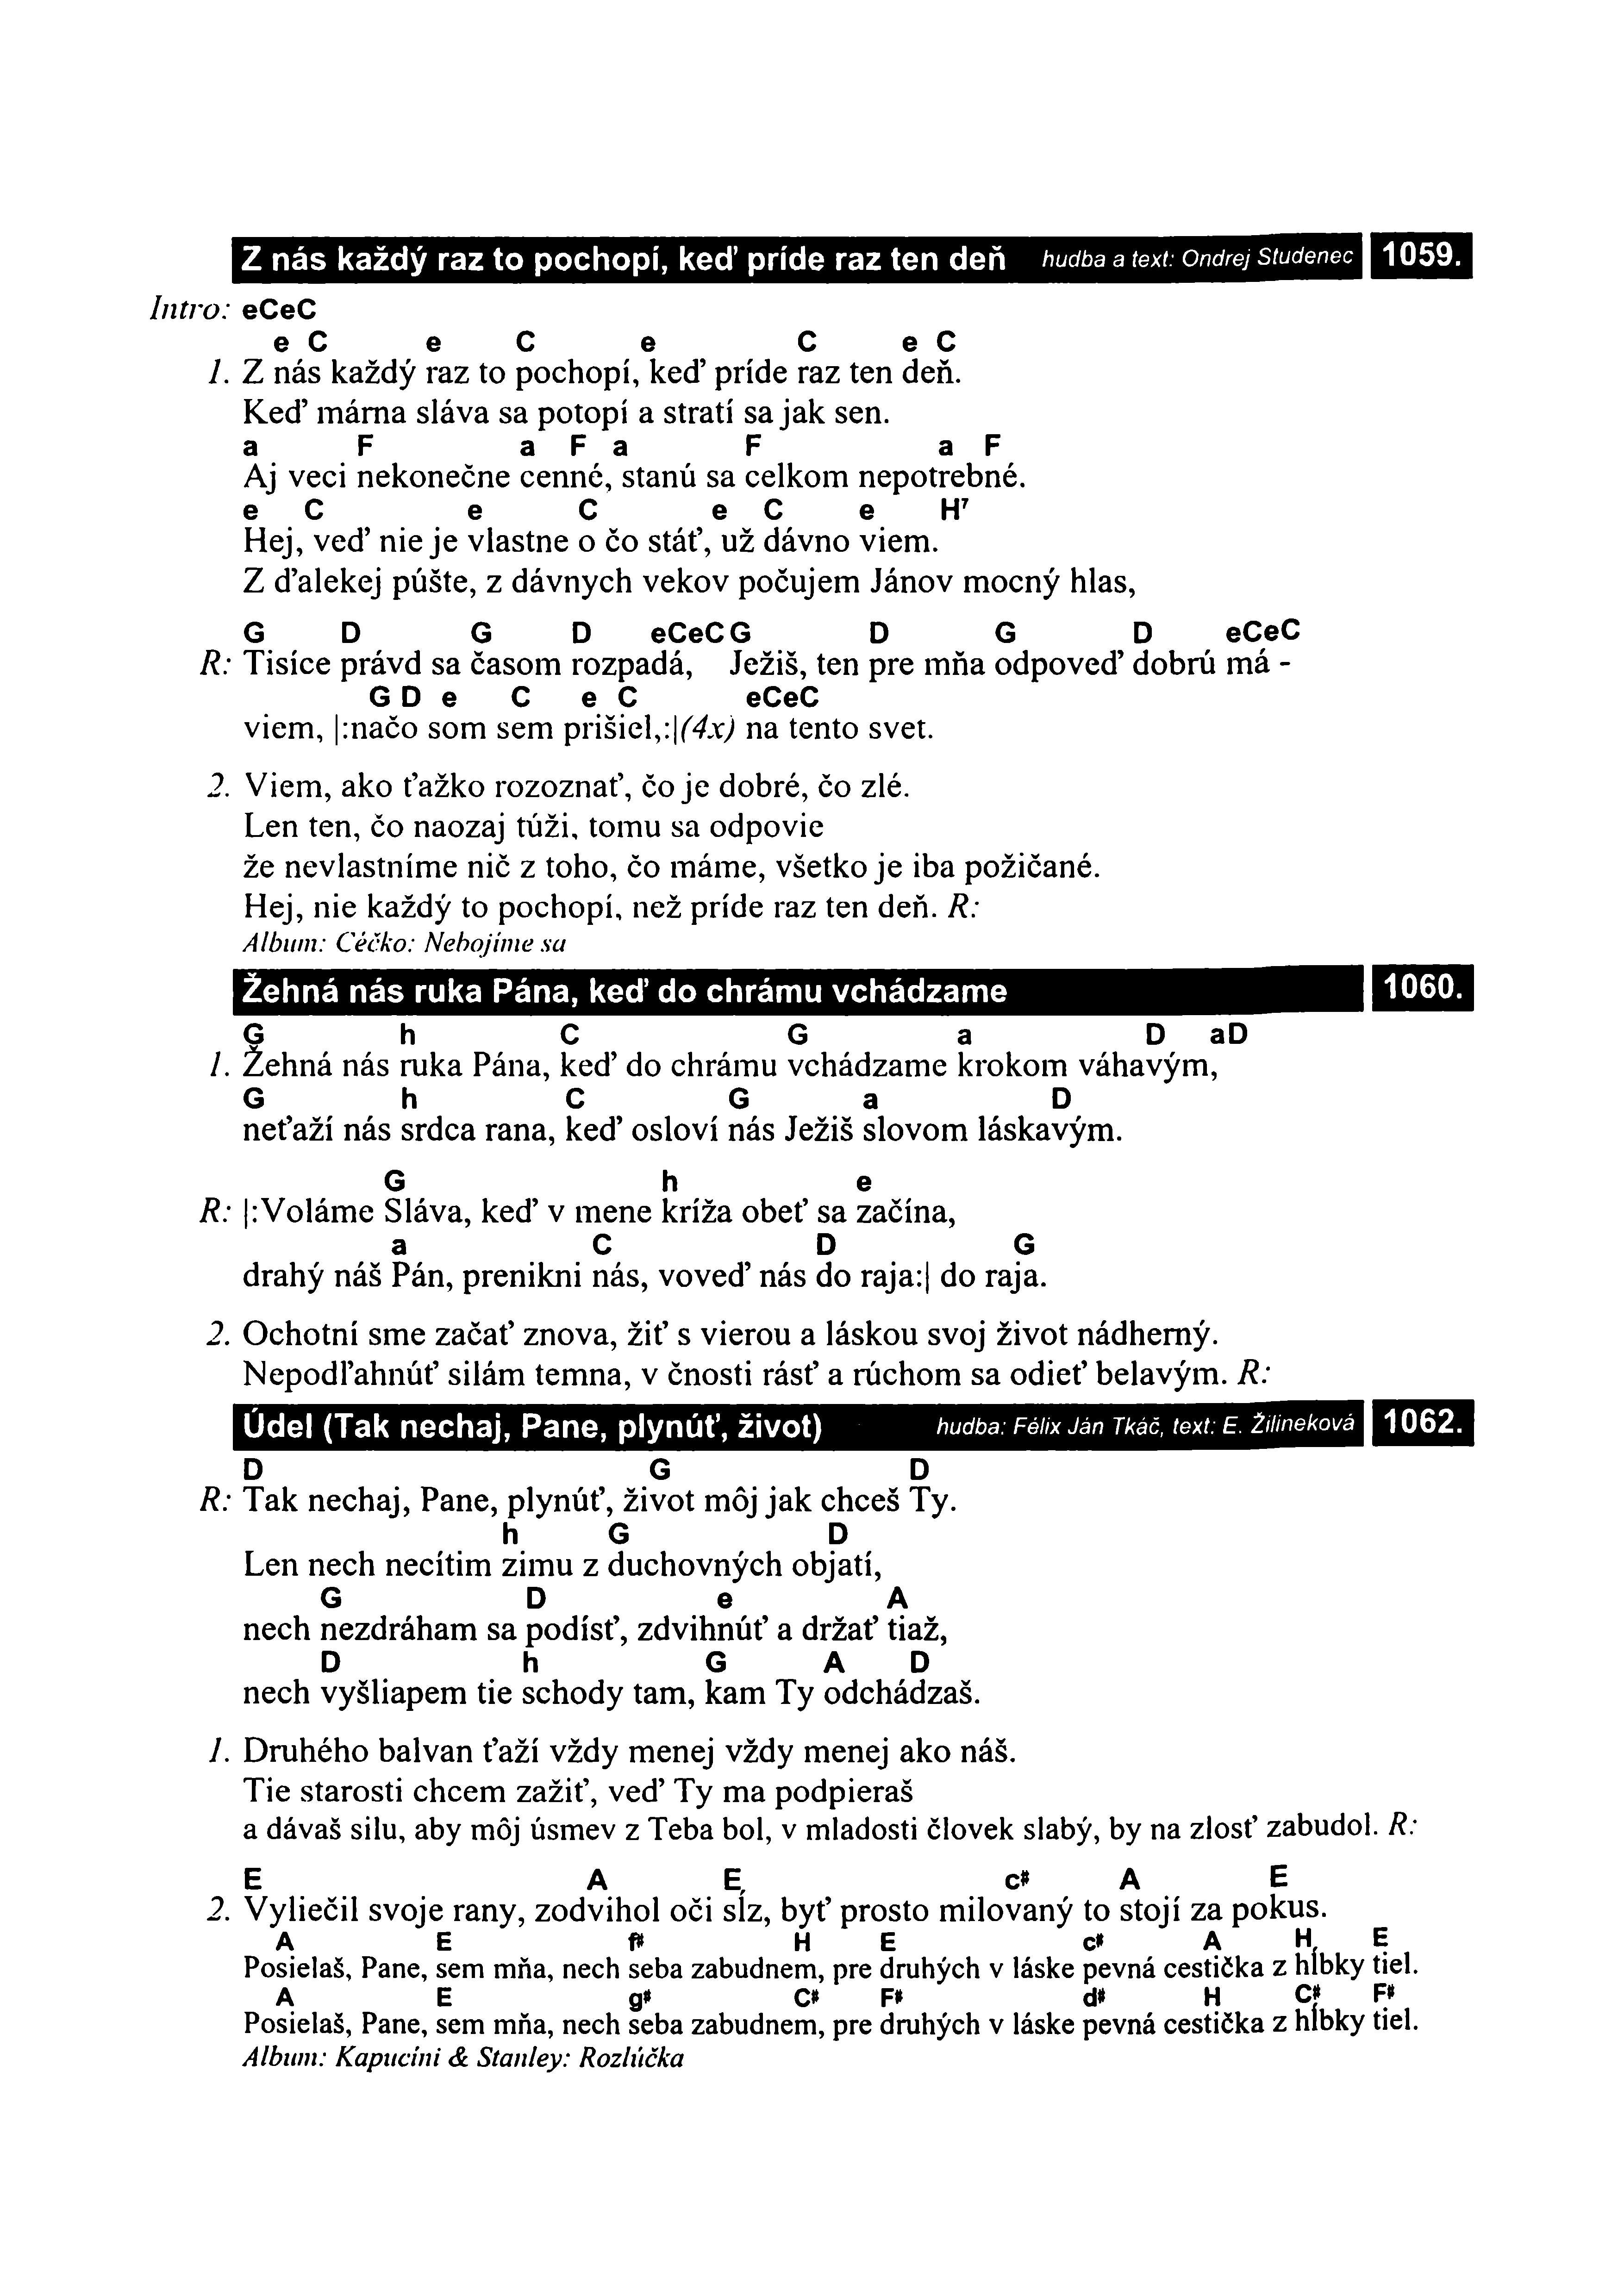 Z nás každý raz to pochopí, keď príde raz ten deň hudba a text: Ondrej Studenec 1059.
Intro: eCeC
e C e C e C e C
1. Z nás každý raz to pochopí, keď príde raz ten deň.
Keď márna sláva sa potopí a stratí sa jak sen.
a F a F a F a F
Aj veci nekonečne cenné, stanú sa celkom nepotrebné.
e C e C e C e H7
Hej, veď nie je vlastne o čo stáť, už dávno viem.
Z ďalekej púšte, z dávnych vekov počujem Jánov mocný hlas,
G D G D eCeC G D G D eCeC
R: Tisíce právd sa časom rozpadá, Ježiš, ten pre mňa odpoveď dobrú má -
G D e C e C eCeC
viem, |:načo som sem prišiel,:|(4x) na tento svet.
2. Viem, ako ťažko rozoznať, čo je dobré, čo zlé.
Len ten, čo naozaj túži, tomu sa odpovie
že nevlastníme nič z toho, čo máme, všetko je iba požičané.
Hej, nie každý to pochopí, než príde raz ten deň. R:
Album: Céčko: Nebojíme sa
Žehná nás ruka Pána, keď do chrámu vchádzame 1060.
G h C G a D aD
1. Žehná nás ruka Pána, keď do chrámu vchádzame krokom váhavým,
G h C G a D
neťaží nás srdca rana, keď osloví nás Ježiš slovom láskavým.
G h e
R: |:Voláme Sláva, keď v mene kríža obeť sa začína,
a C D G
drahý náš Pán, prenikni nás, voveď nás do raja:| do raja.
2. Ochotní sme začať znova, žiť s vierou a láskou svoj život nádherný.
Nepodľahnúť silám temna, v čnosti rásť a rúchom sa odieť belavým. R:
Údel (Tak nechaj, Pane, plynúť, život) hudba: Félix Ján Tkáč, text: E. Žilineková 1062.
D G D
R: Tak nechaj, Pane, plynúť, život môj jak chceš Ty.
h G D
Len nech necítim zimu z duchovných objatí,
G D e A
nech nezdráham sa podísť, zdvihnúť a držať tiaž,
D h G A D
nech vyšliapem tie schody tam, kam Ty odchádzaš.
1. Druhého balvan ťaží vždy menej vždy menej ako náš.
Tie starosti chcem zažiť, veď Ty ma podpieraš
a dávaš silu, aby môj úsmev z Teba bol, v mladosti človek slabý, by na zlosť zabudol. R:
E A E c# A E
2. Vyliečil svoje rany, zodvihol oči sĺz, byť prosto milovaný to stojí za pokus.
A E f# H E c# A H E
Posielaš, Pane, sem mňa, nech seba zabudnem, pre druhých v láske pevná cestička z hĺbky tiel.
A E g# C# F# d# H C# F#
Posielaš, Pane, sem mňa, nech seba zabudnem, pre druhých v láske pevná cestička z hĺbky tiel.
Album: Kapucíni & Stanley: Rozlúčka